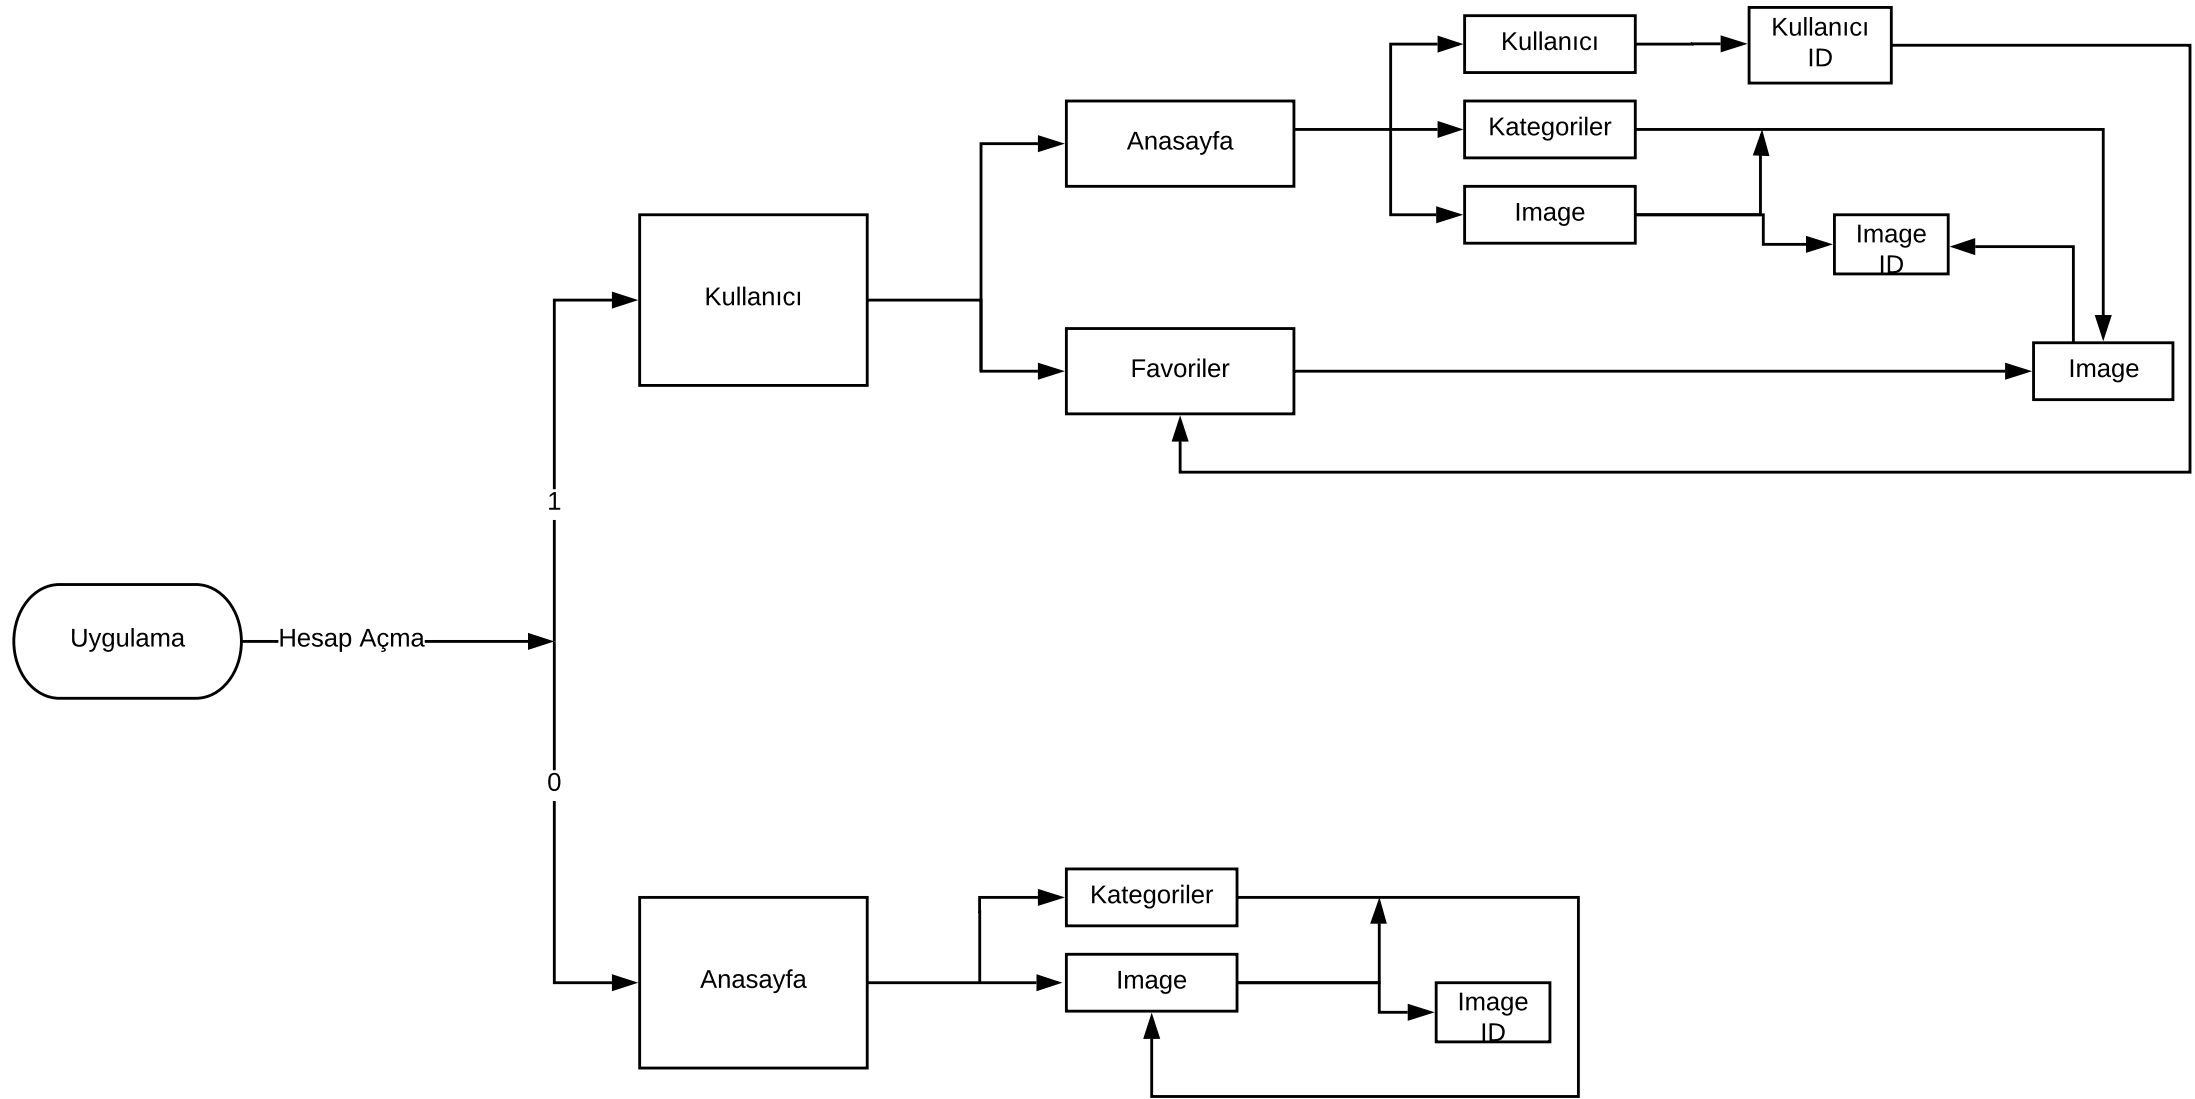 Kullanıcı
Kullanıcı
ID
Anasayfa
Kategoriler
Image
Image
ID
Kullanıcı
Favoriler
Image
1
Uygulama
Hesap Açma
0
Kategoriler
Anasayfa
Image
Image
ID